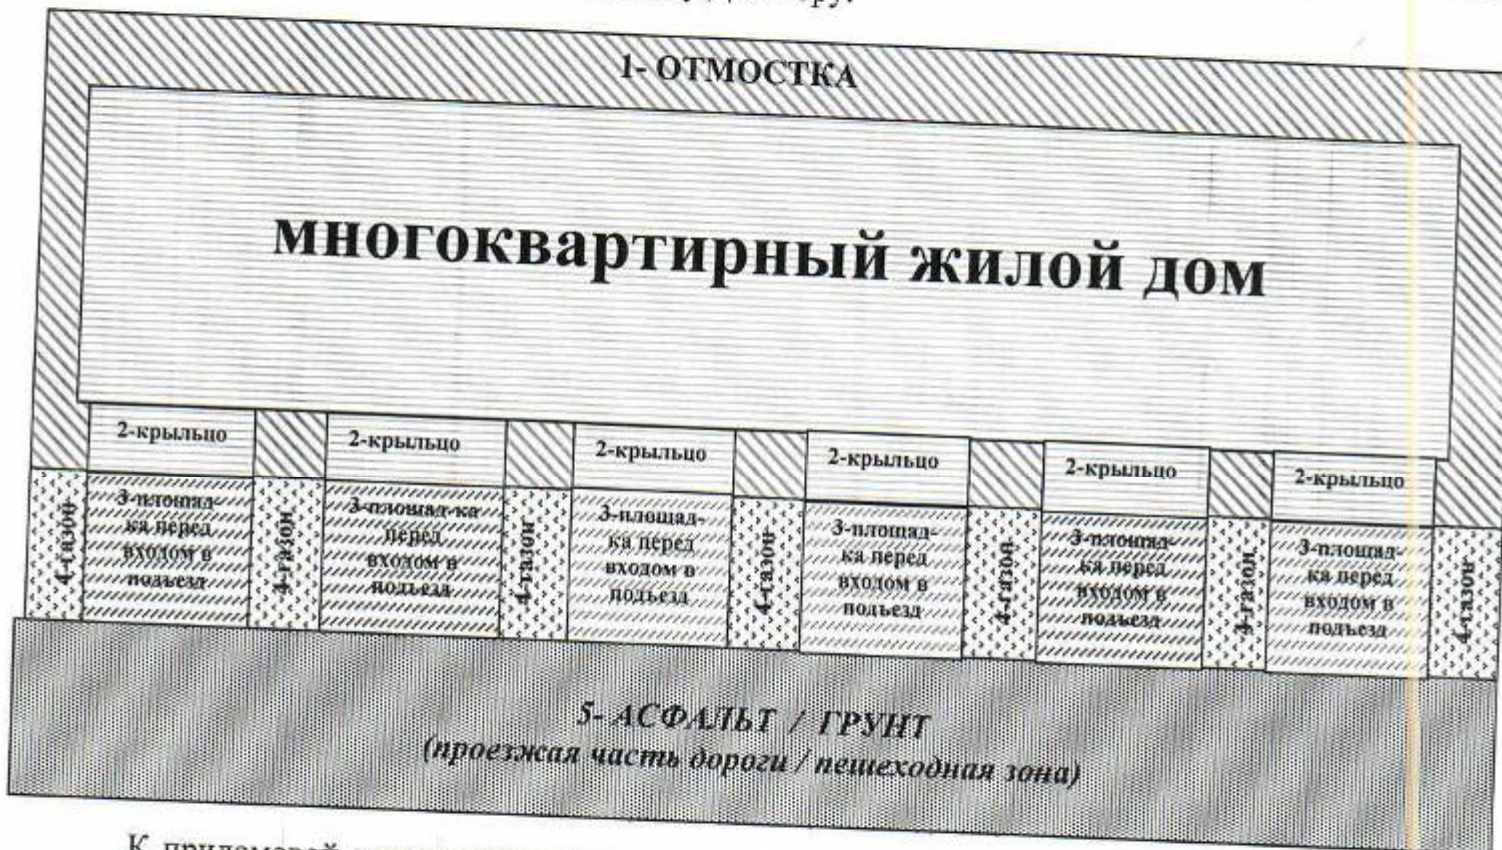 1- ОТМОСТКА
многоквартирный жилой дом
2-крыльцо
2-крыльцо
2-крыльцо
2-крыльцо
2-крыльцо
2-крыльцо
4-газон
3-площад-
ка перед
входом в
подъезд
4-газон
3-площад-ка
перед
входом в
подъезд
4-газон
3-площад-
ка перед
входом в
подъезд
4-газон
3-площад-
ка перед
входом в
подъезд
4-газон
3-площад-
ка перед
входом в
подъезд
4-газон
3-площад-
ка перед
входом в
подъезд
4-газон
5- АСФАЛЬТ / ГРУНТ
(проезжая часть дороги / пешеходная зона)
К придомовой